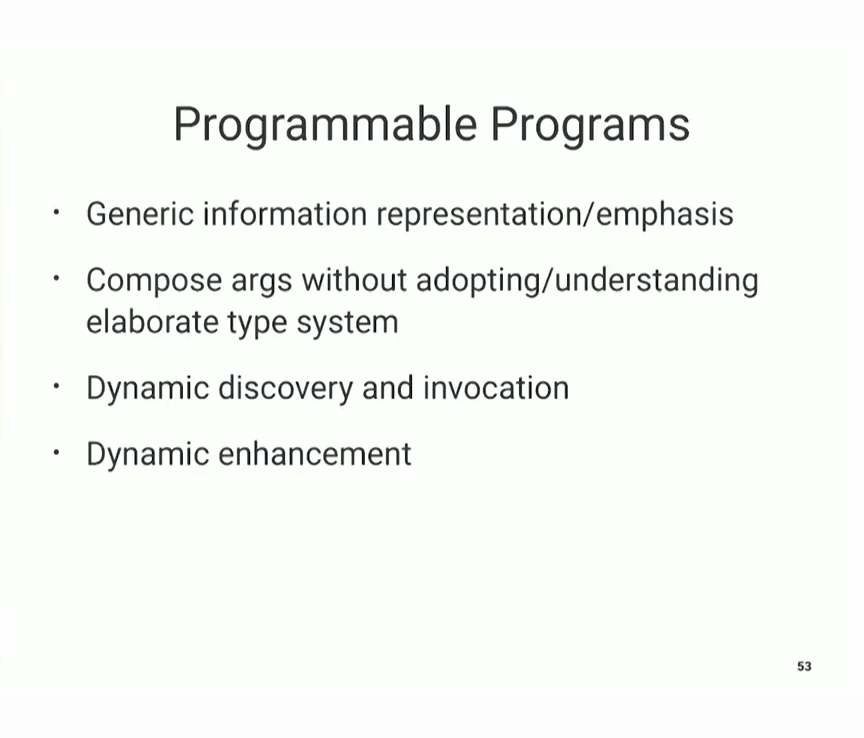 Programmable Programs
• Generic information representation/emphasis
• Compose args without adopting/understanding
elaborate type system
• Dynamic discovery and invocation
• Dynamic enhancement
53